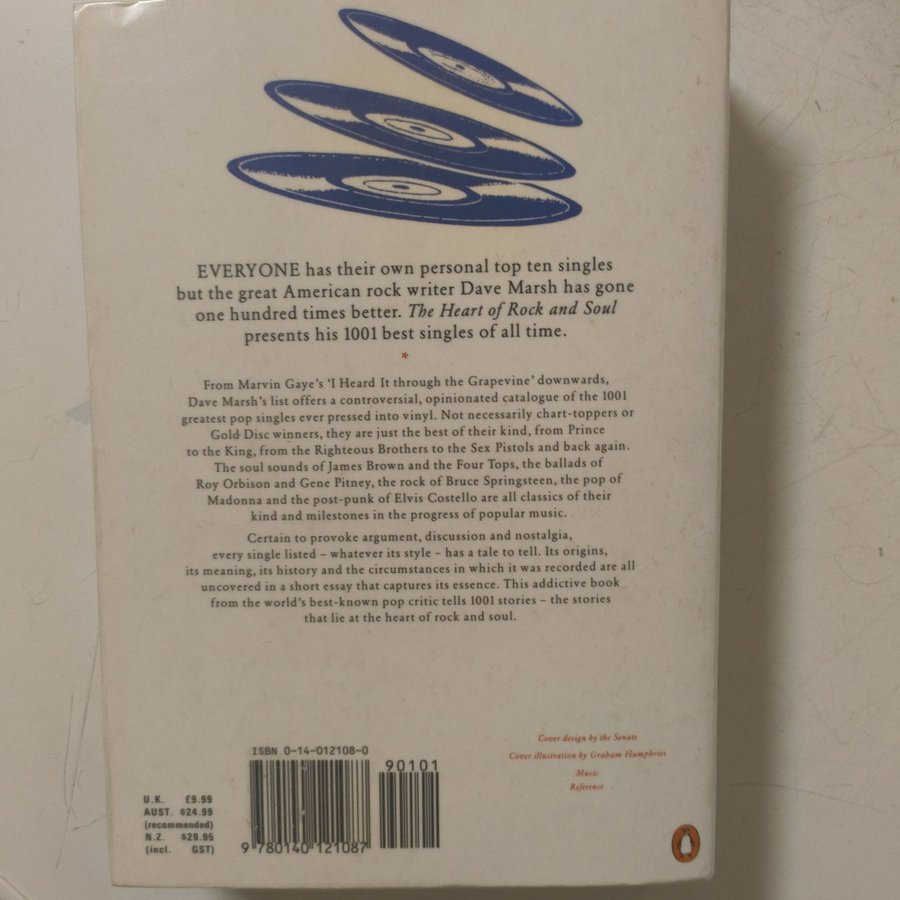 EVERYONE has their own personal top ten singles
but the great American rock writer Dave Marsh has gone
one hundred times better. The Heart of Rock and Soul
presents his 1001 best singles of all time.
*
From Marvin Gaye's 'I Heard It through the Grapevine' downwards,
Dave Marsh's list offers a controversial, opinionated catalogue of the 1001
greatest pop singles ever pressed into vinyl. Not necessarily chart-toppers or
Gold Disc winners, they are just the best of their kind, from Prince
to the King, from the Righteous Brothers to the Sex Pistols and back again.
The soul sounds of James Brown and the Four Tops, the ballads of
Roy Orbison and Gene Pitney, the rock of Bruce Springsteen, the pop of
Madonna and the post-punk of Elvis Costello are all classics of their
kind and milestones in the progress of popular music.
Certain to provoke argument, discussion and nostalgia,
every single listed – whatever its style – has a tale to tell. Its origins,
its meaning, its history and the circumstances in which it was recorded are all
uncovered in a short essay that captures its essence. This addictive book
from the world's best-known pop critic tells 1001 stories – the stories
that lie at the heart of rock and soul.
Cover design by the Senate
Cover illustration by Graham Humphries
Music
Reference
ISBN 0-14-012108-0
90101
9 780140 121087
U.K. £9.99
AUST. $24.99
(recommended)
N.Z. $29.95
(incl. GST)